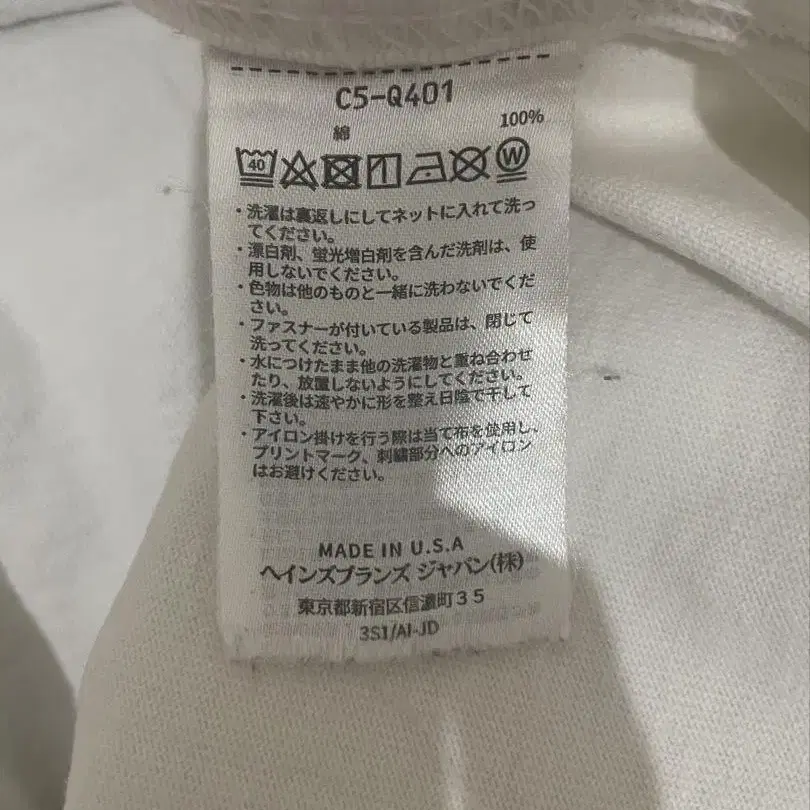 C5-Q401
綿 100%
40 W
・洗濯は裏返しにしてネットに入れて洗っ
てください。
・漂白剤、蛍光増白剤を含んだ洗剤は、使
用しないでください。
・色物は他のものと一緒に洗わないでくだ
さい。
・ファスナーが付いている製品は、閉じて
洗ってください。
・水につけたまま他の洗濯物と重ね合わせ
たり、放置しないようにしてください。
・洗濯後は速やかに形を整え日陰で干して
下さい。
・アイロン掛けを行う際は当て布を使用し、
プリントマーク、刺繍部分へのアイロン
はお避けください。
MADE IN U.S.A
ヘインズブランズ ジャパン(株)
東京都新宿区信濃町35
3S1/AI-JD